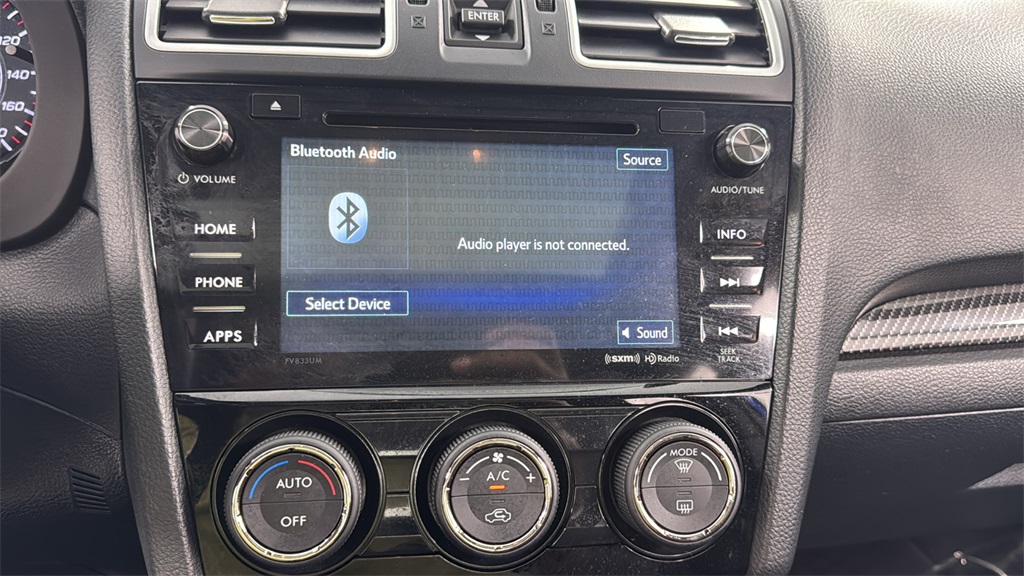 120
140
160
ENTER
Bluetooth Audio
Source
VOLUME
AUDIO/TUNE
HOME
INFO
Audio player is not connected.
PHONE
Select Device
APPS
Sound
SEEK
TRACK
FV833UM
((sxm)) HD Radio
AUTO
OFF
A/C
- +
MODE